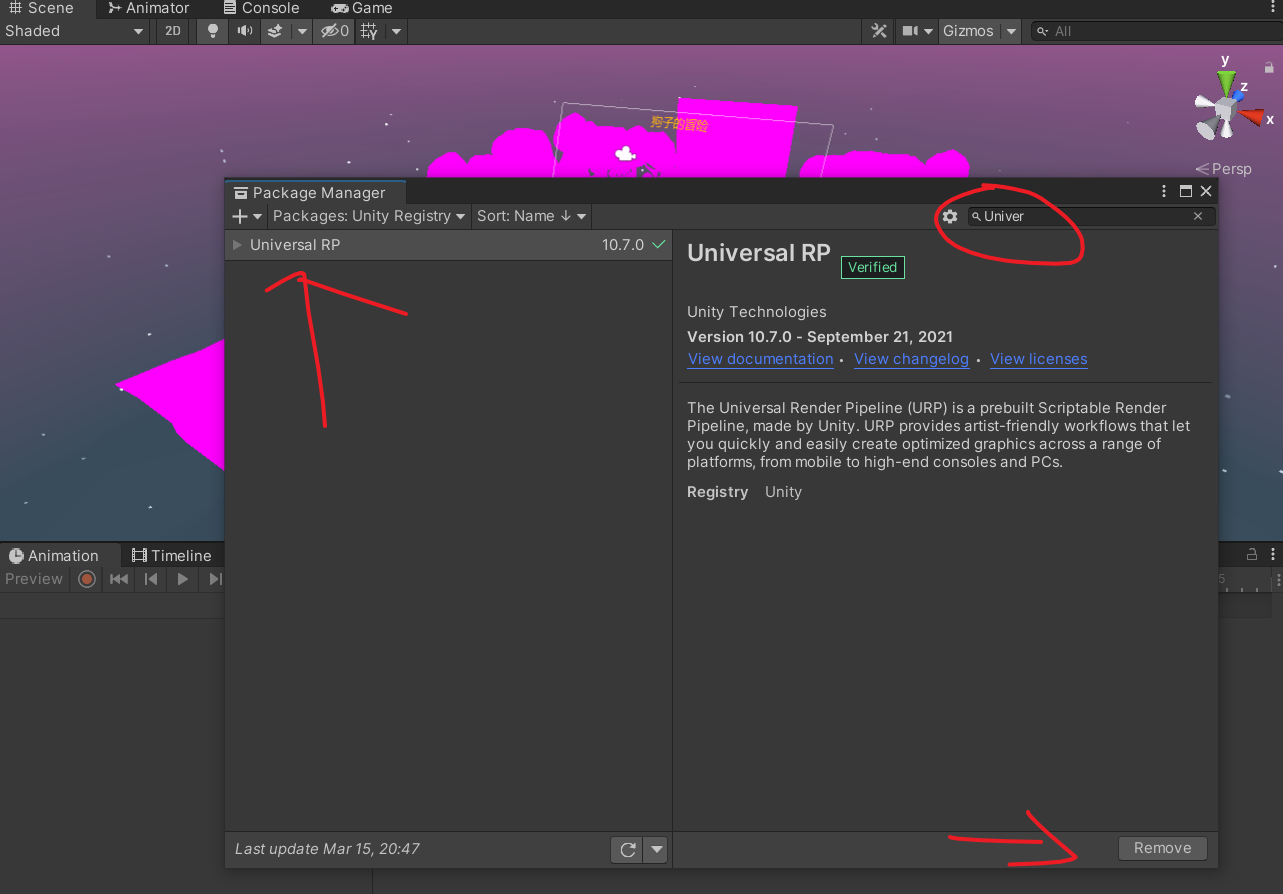 Scene Animator Console Game
Shaded 2D 0 Gizmos All
y
z
x
狗子的冒险
Persp
Package Manager
Packages: Unity Registry Sort: Name ↓ Univer
Universal RP 10.7.0
Universal RP Verified
Unity Technologies
Version 10.7.0 - September 21, 2021
View documentation • View changelog • View licenses
The Universal Render Pipeline (URP) is a prebuilt Scriptable Render
Pipeline, made by Unity. URP provides artist-friendly workflows that let
you quickly and easily create optimized graphics across a range of
platforms, from mobile to high-end consoles and PCs.
Registry Unity
Animation Timeline
Preview
5
Last update Mar 15, 20:47
Remove